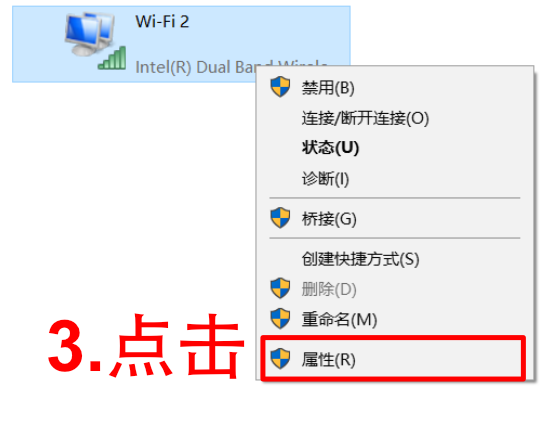 Wi-Fi 2
Intel(R) Dual Band Wirele
禁用(B)
连接/断开连接(O)
状态(U)
诊断(I)
桥接(G)
创建快捷方式(S)
删除(D)
重命名(M)
3.点击
属性(R)